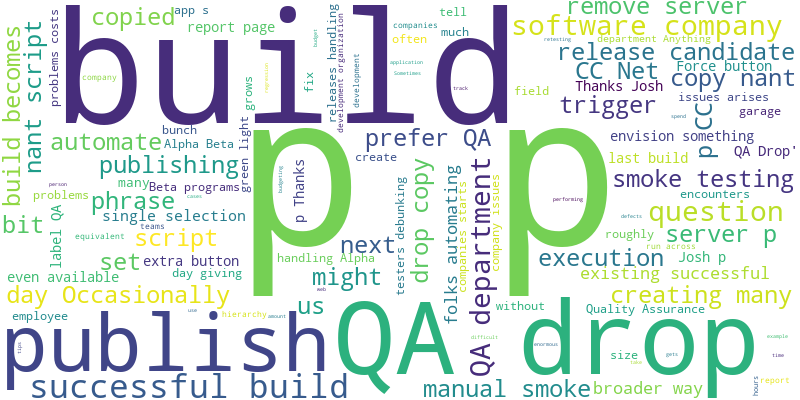 build
p p
publish
QA drop
copied
app s
report page
tell
companies
often
much
problems costs
company
fix
grows
budget
releases handling
development organization
development
application
Sometimes
regression
track
remove server
software company
department Anything
retesting
release candidate
CC Net
Force button
copy nant
Thanks Josh
issues arises
trigger
field
garage
p cc
envision something
QA Drop'
last build
smoke testing
encounters
question
roughly
server p
run across
Josh p
execution
existing successful
creating many
without
Quality Assurance
size
broader way
manual smoke
build becomes
nant script
automate
bunch
Alpha Beta
green light
publishing
many
Beta programs
problems
person
phrase
cases
label QA
single selection
equivalent
teams
bit
script
set
extra button
day giving
even available
day Occasionally
employee
hierarchy
use
amount
tips
successful build
prefer QA
create
budgeting
p Thanks
next
handling Alpha
web
might
us
testers debunking
drop copy
folks automating
QA department
companies starts
company issues
performing
defects
spend
difficult
enormous
take
gets
example
time
hours
report